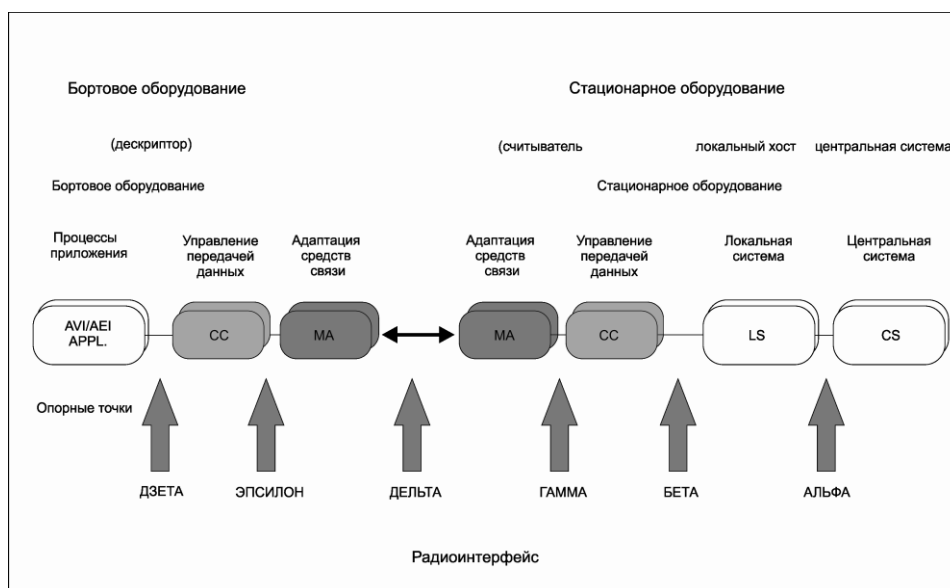 Бортовое оборудование
Стационарное оборудование
(дескриптор)
(считыватель
локальный хост
центральная система
Бортовое оборудование
Стационарное оборудование
Процессы
приложения
Управление
передачей
данных
Адаптация
средств
связи
Адаптация
средств
связи
Управление
передачей
данных
Локальная
система
Центральная
система
AVI/AEI
APPL.
CC
MA
MA
CC
LS
CS
Опорные точки
ДЗЕТА
ЭПСИЛОН
ДЕЛЬТА
ГАММА
БЕТА
АЛЬФА
Радиоинтерфейс